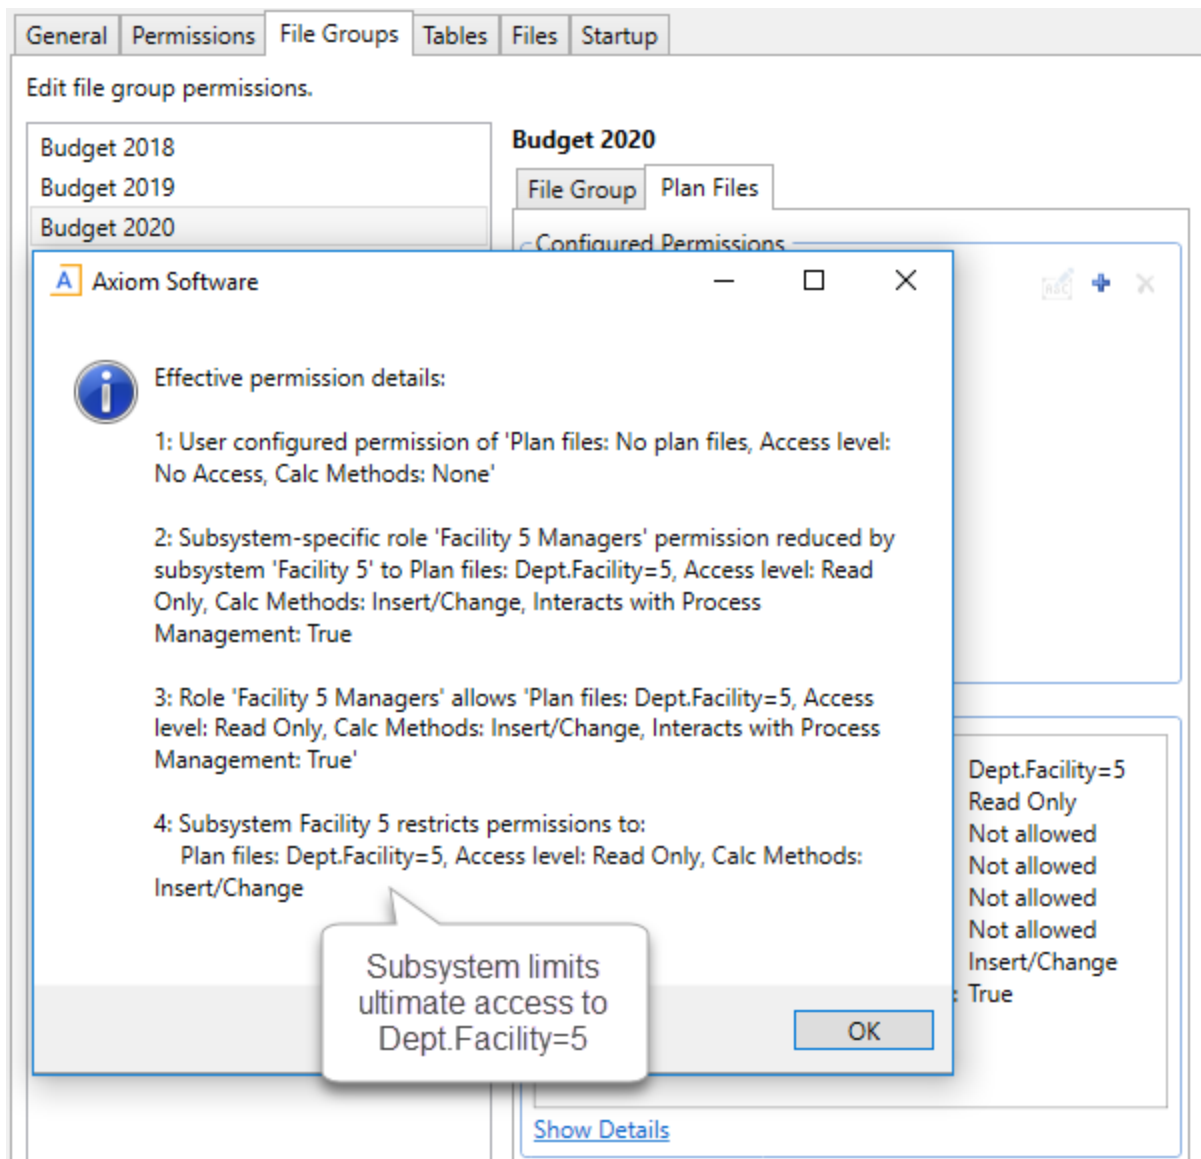 General
Permissions
File Groups
Tables
Files
Startup
Edit file group permissions.
Budget 2018
Budget 2019
Budget 2020
Budget 2020
File Group
Plan Files
Configured Permissions
A Axiom Software
Effective permission details:
1: User configured permission of 'Plan files: No plan files, Access level:
No Access, Calc Methods: None'
2: Subsystem-specific role 'Facility 5 Managers' permission reduced by
subsystem 'Facility 5' to Plan files: Dept.Facility=5, Access level: Read
Only, Calc Methods: Insert/Change, Interacts with Process
Management: True
3: Role 'Facility 5 Managers' allows 'Plan files: Dept.Facility=5, Access
level: Read Only, Calc Methods: Insert/Change, Interacts with Process
Management: True'
4: Subsystem Facility 5 restricts permissions to:
Plan files: Dept.Facility=5, Access level: Read Only, Calc Methods:
Insert/Change
Subsystem limits
ultimate access to
Dept.Facility=5
OK
Dept.Facility=5
Read Only
Not allowed
Not allowed
Not allowed
Not allowed
Insert/Change
: True
Show Details